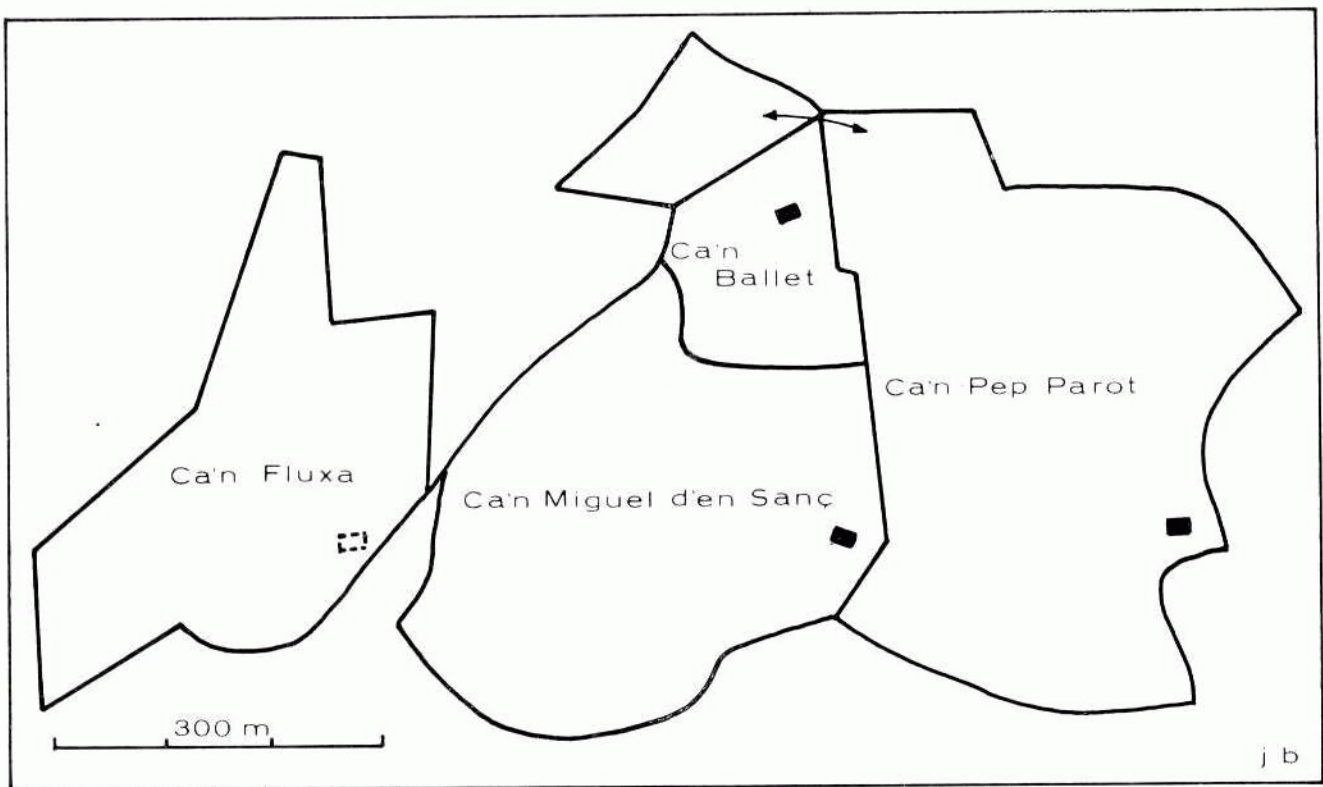 Ca'n
Ballet
Ca'n Pep Parot
Ca'n Fluxa
Ca'n Miguel d'en Sanç
300 m
j b